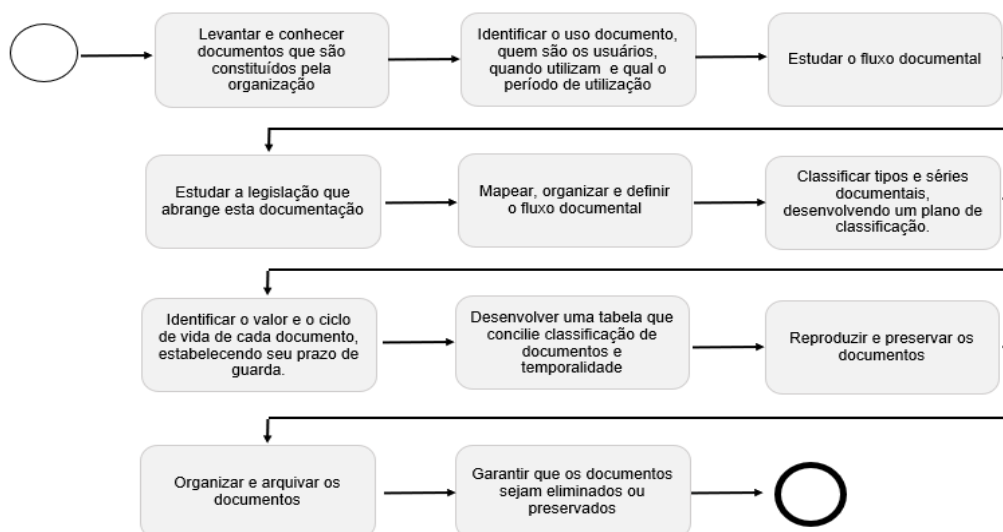 Levantar e conhecer
documentos que são
constituídos pela
organização
Identificar o uso documento,
quem são os usuários,
quando utilizam e qual o
período de utilização
Estudar o fluxo documental
Estudar a legislação que
abrange esta documentação
Mapear, organizar e definir
o fluxo documental
Classificar tipos e séries
documentais,
desenvolvendo um plano de
classificação.
Identificar o valor e o ciclo
de vida de cada documento,
estabelecendo seu prazo de
guarda.
Desenvolver uma tabela que
concilie classificação de
documentos e
temporalidade
Reproduzir e preservar os
documentos
Organizar e arquivar os
documentos
Garantir que os documentos
sejam eliminados ou
preservados